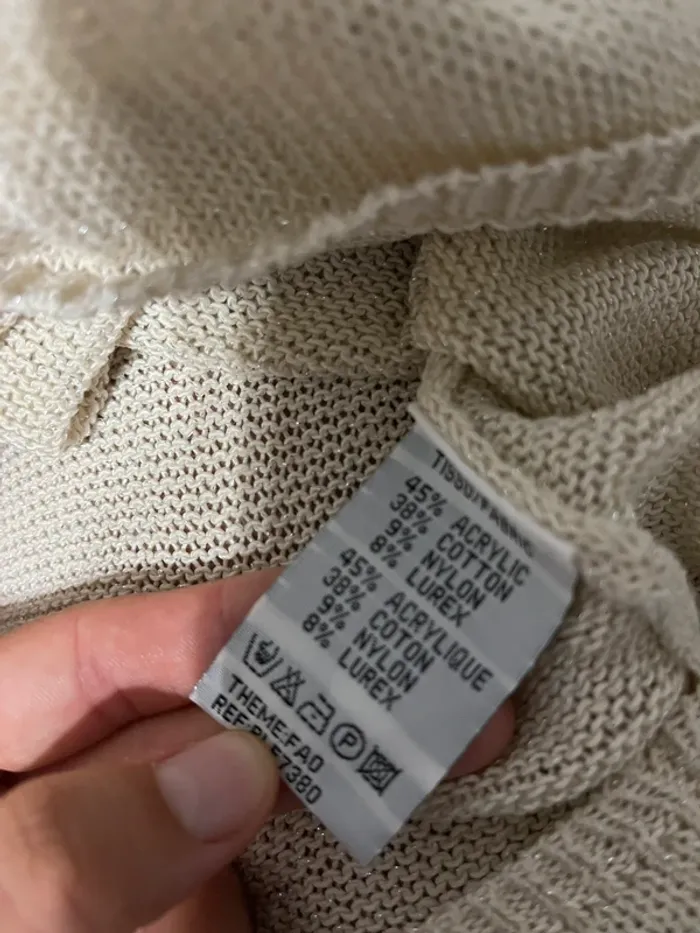 TISSU/FABRIC
45% ACRYLIC
38% COTTON
9% NYLON
8% LUREX
45% ACRYLIQUE
38% COTON
9% NYLON
8% LUREX
P
THEME:FAO